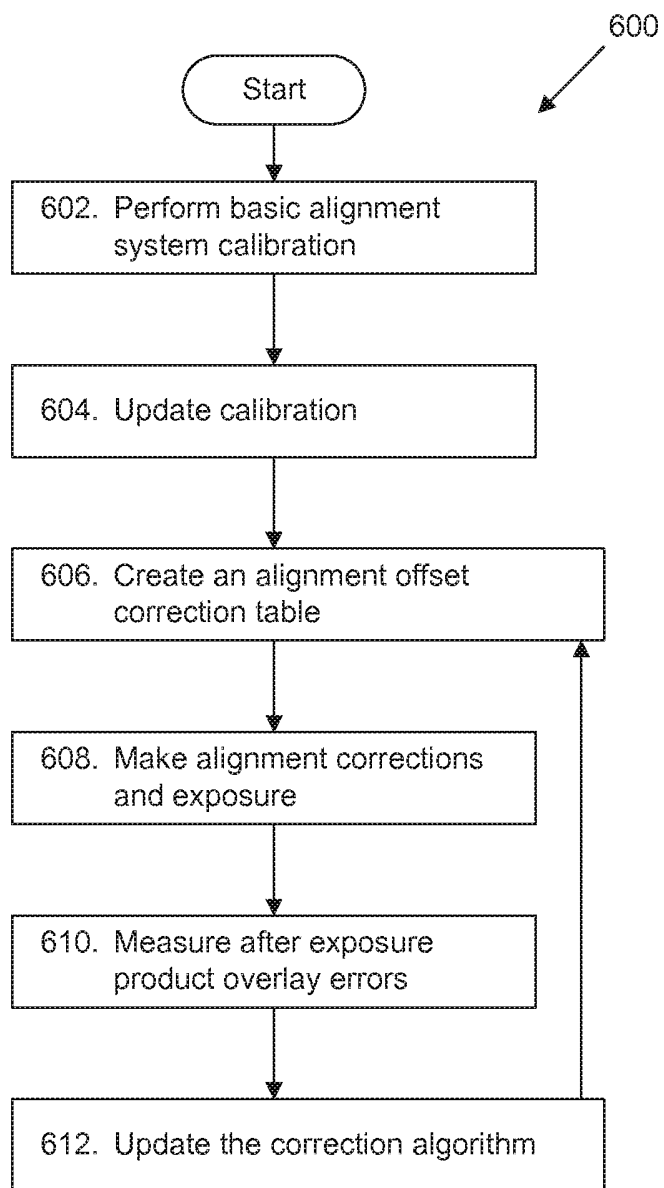 600
Start
602. Perform basic alignment
system calibration
604. Update calibration
606. Create an alignment offset
correction table
608. Make alignment corrections
and exposure
610. Measure after exposure
product overlay errors
612. Update the correction algorithm